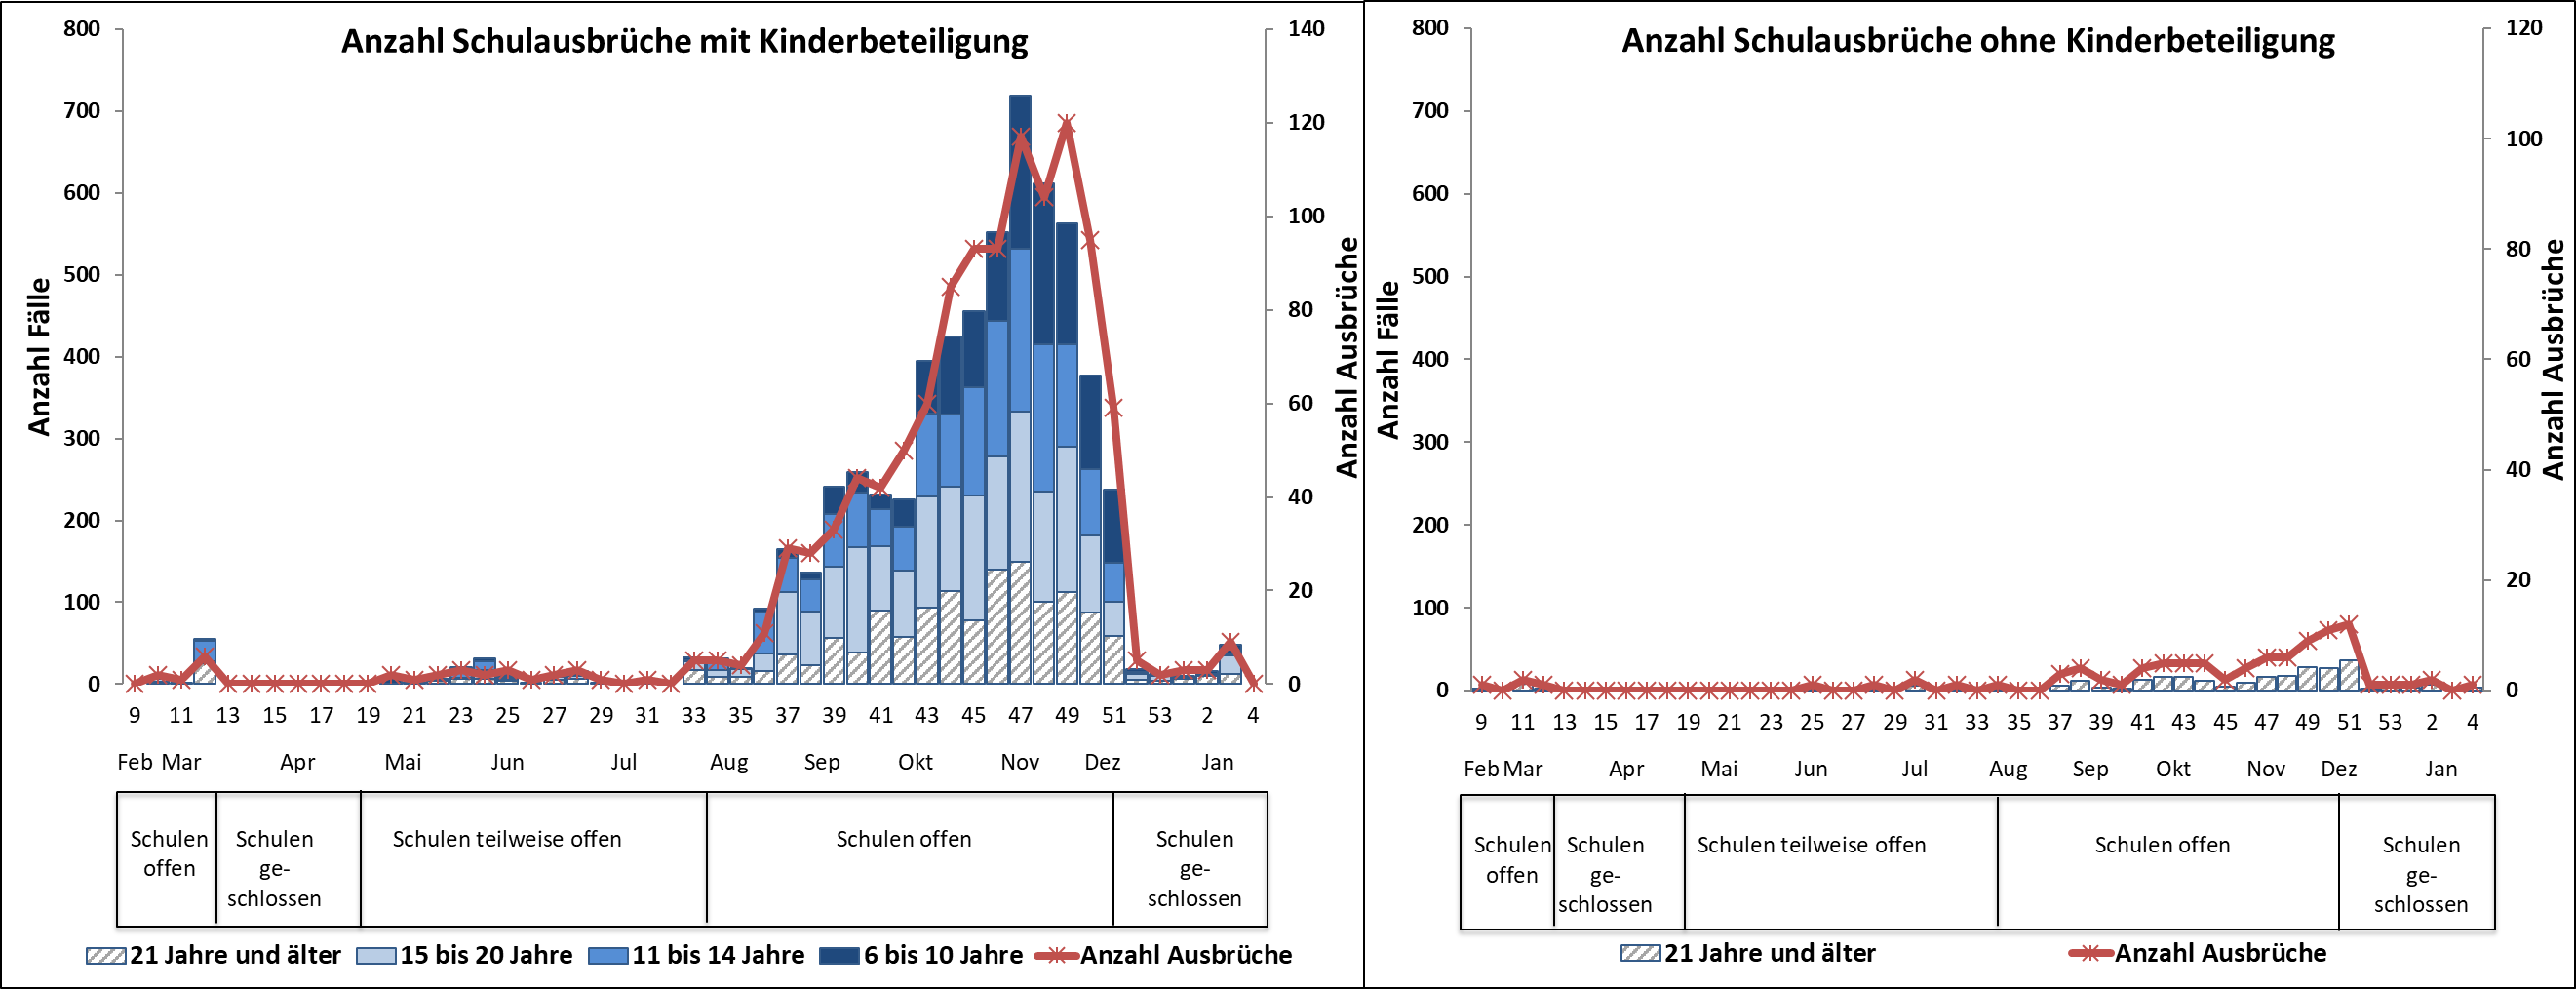 Anzahl Schulausbrüche mit Kinderbeteiligung
Anzahl Fälle
800
700
600
500
400
300
200
100
0
140
120
100
80
60
40
20
0
Anzahl Ausbrüche
9 11 13 15 17 19 21 23 25 27 29 31 33 35 37 39 41 43 45 47 49 51 53 2 4
Feb Mar Apr Mai Jun Jul Aug Sep Okt Nov Dez Jan
Schulen
offen
Schulen
ge-
schlossen
Schulen teilweise offen
Schulen offen
Schulen
ge-
schlossen
21 Jahre und älter 15 bis 20 Jahre 11 bis 14 Jahre 6 bis 10 Jahre Anzahl Ausbrüche
Anzahl Schulausbrüche ohne Kinderbeteiligung
Anzahl Fälle
800
700
600
500
400
300
200
100
0
120
100
80
60
40
20
0
Anzahl Ausbrüche
9 11 13 15 17 19 21 23 25 27 29 31 33 35 37 39 41 43 45 47 49 51 53 2 4
Feb Mar Apr Mai Jun Jul Aug Sep Okt Nov Dez Jan
Schulen
offen
Schulen
ge-
schlossen
Schulen teilweise offen
Schulen offen
Schulen
ge-
schlossen
21 Jahre und älter Anzahl Ausbrüche